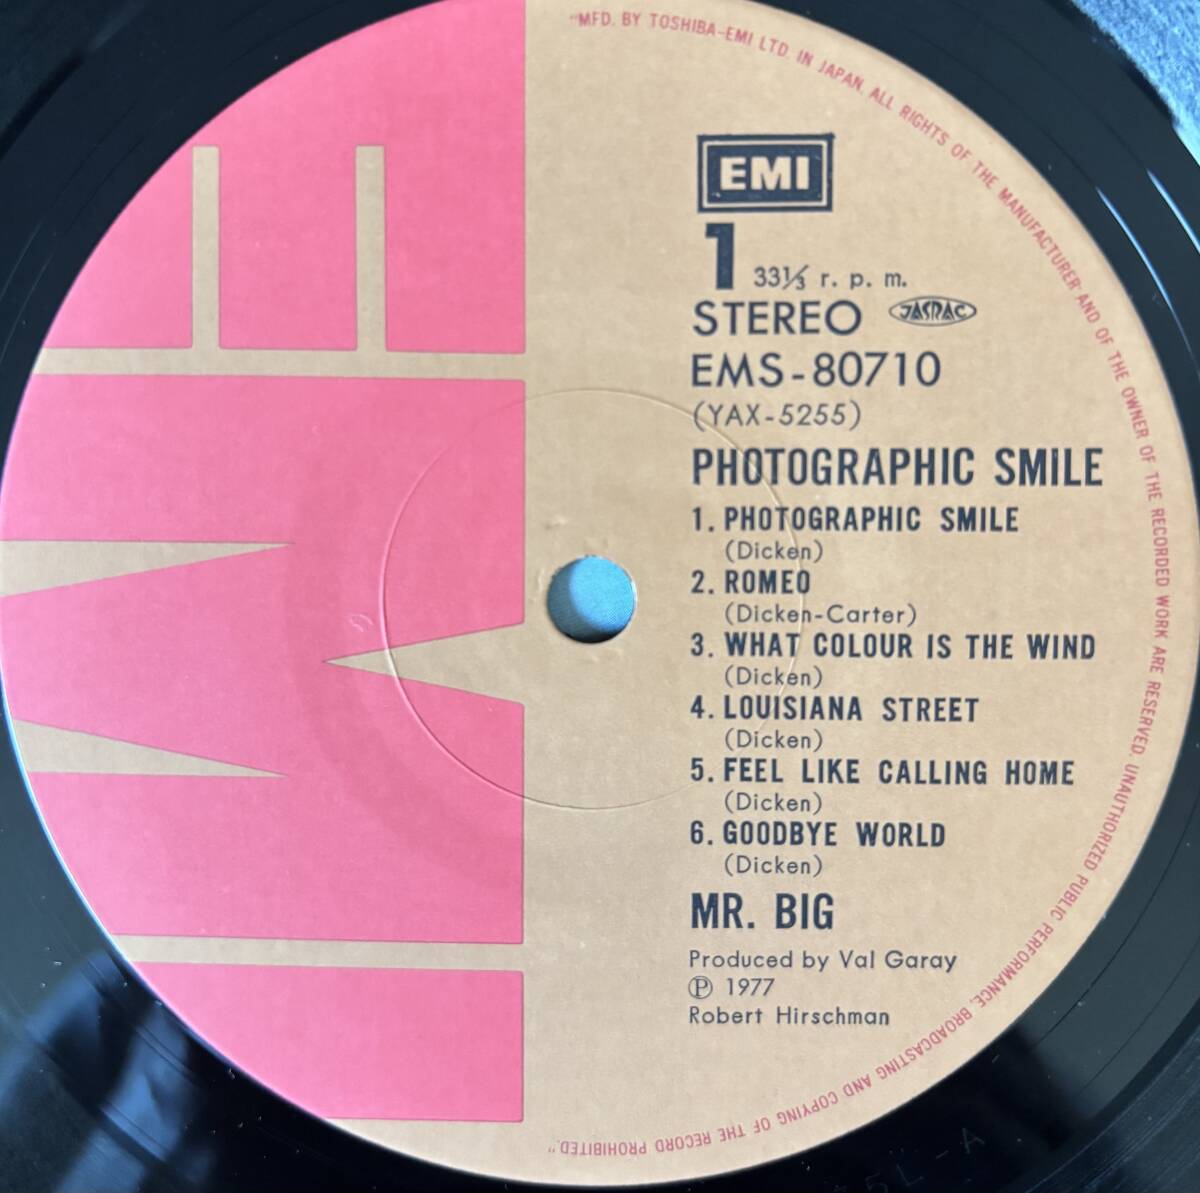 "MFD. BY TOSHIBA-EMI LTD. IN JAPAN. ALL RIGHTS OF THE MANUFACTURER AND OF THE OWNER OF THE RECORDED WORK ARE RESERVED. UNAUTHORIZED PUBLIC PERFORMANCE, BROADCASTING AND COPYING OF THE RECORD PROHIBITED."
EMI
EMI
1 33⅓ r. p. m.
STEREO JASRAC
EMS-80710
(YAX-5255)
PHOTOGRAPHIC SMILE
1. PHOTOGRAPHIC SMILE
(Dicken)
2. ROMEO
(Dicken-Carter)
3. WHAT COLOUR IS THE WIND
(Dicken)
4. LOUISIANA STREET
(Dicken)
5. FEEL LIKE CALLING HOME
(Dicken)
6. GOODBYE WORLD
(Dicken)
MR. BIG
Produced by Val Garay
Ⓟ 1977
Robert Hirschman